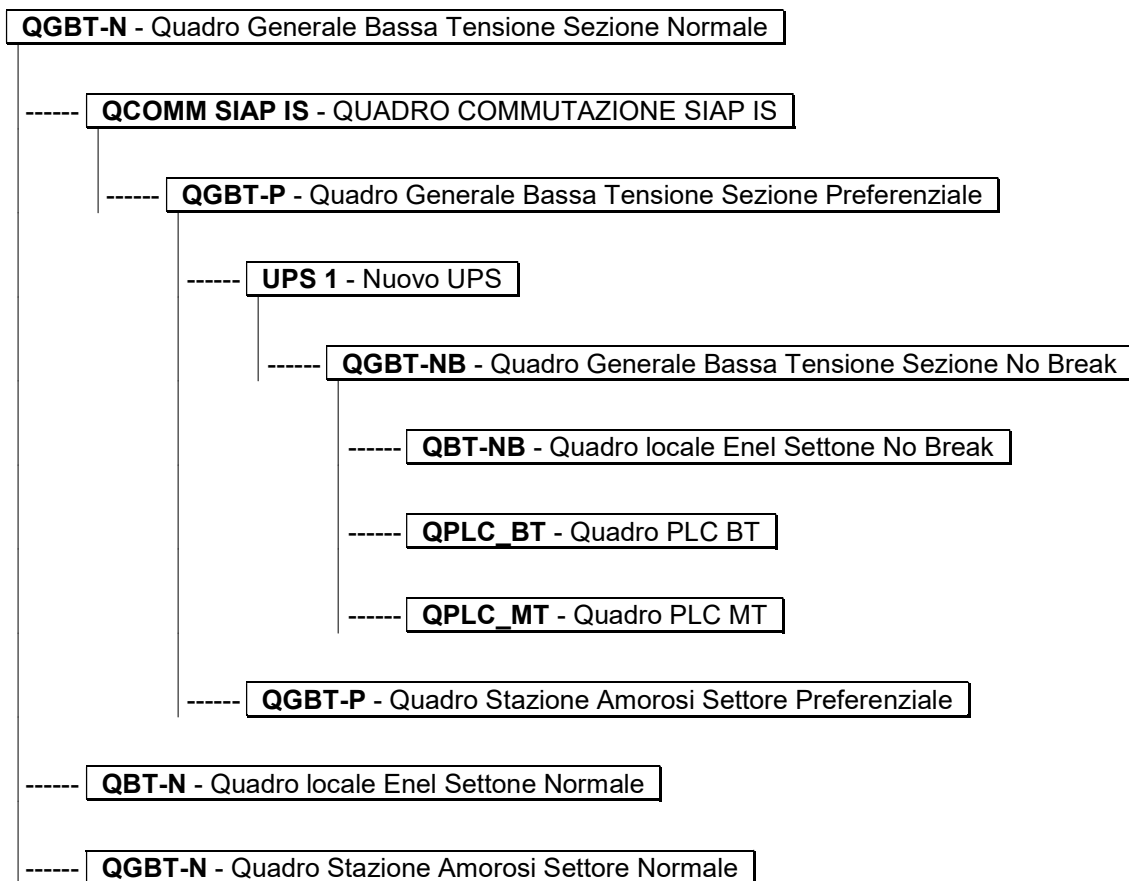 QGBT-N - Quadro Generale Bassa Tensione Sezione Normale
------ QCOMM SIAP IS - QUADRO COMMUTAZIONE SIAP IS
------ QGBT-P - Quadro Generale Bassa Tensione Sezione Preferenziale
------ UPS 1 - Nuovo UPS
------ QGBT-NB - Quadro Generale Bassa Tensione Sezione No Break
------ QBT-NB - Quadro locale Enel Settone No Break
------ QPLC_BT - Quadro PLC BT
------ QPLC_MT - Quadro PLC MT
------ QGBT-P - Quadro Stazione Amorosi Settore Preferenziale
------ QBT-N - Quadro locale Enel Settone Normale
------ QGBT-N - Quadro Stazione Amorosi Settore Normale